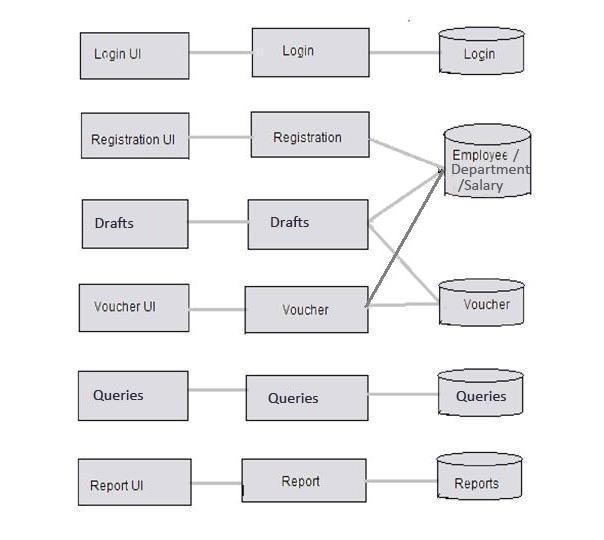 Login UI
Login
Login
Registration UI
Registration
Employee /
Department
/Salary
Drafts
Drafts
Voucher UI
Voucher
Voucher
Queries
Queries
Queries
Report UI
Report
Reports